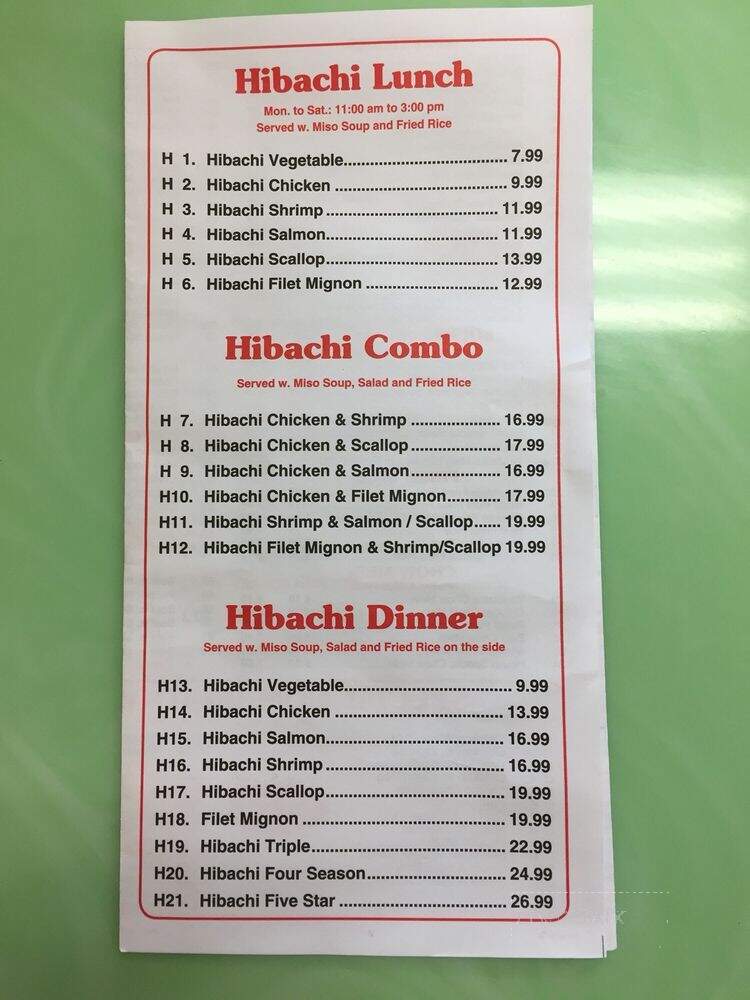 Hibachi Lunch
Mon. to Sat.: 11:00 am to 3:00 pm
Served w. Miso Soup and Fried Rice
H 1. Hibachi Vegetable................................... 7.99
H 2. Hibachi Chicken ..................................... 9.99
H 3. Hibachi Shrimp ..................................... 11.99
H 4. Hibachi Salmon..................................... 11.99
H 5. Hibachi Scallop..................................... 13.99
H 6. Hibachi Filet Mignon ............................ 12.99
Hibachi Combo
Served w. Miso Soup, Salad and Fried Rice
H 7. Hibachi Chicken & Shrimp ................... 16.99
H 8. Hibachi Chicken & Scallop ................... 17.99
H 9. Hibachi Chicken & Salmon................... 16.99
H10. Hibachi Chicken & Filet Mignon............ 17.99
H11. Hibachi Shrimp & Salmon / Scallop...... 19.99
H12. Hibachi Filet Mignon & Shrimp/Scallop 19.99
Hibachi Dinner
Served w. Miso Soup, Salad and Fried Rice on the side
H13. Hibachi Vegetable.................................... 9.99
H14. Hibachi Chicken .................................... 13.99
H15. Hibachi Salmon...................................... 16.99
H16. Hibachi Shrimp ...................................... 16.99
H17. Hibachi Scallop...................................... 19.99
H18. Filet Mignon ........................................... 19.99
H19. Hibachi Triple......................................... 22.99
H20. Hibachi Four Season.............................. 24.99
H21. Hibachi Five Star .................................... 26.99